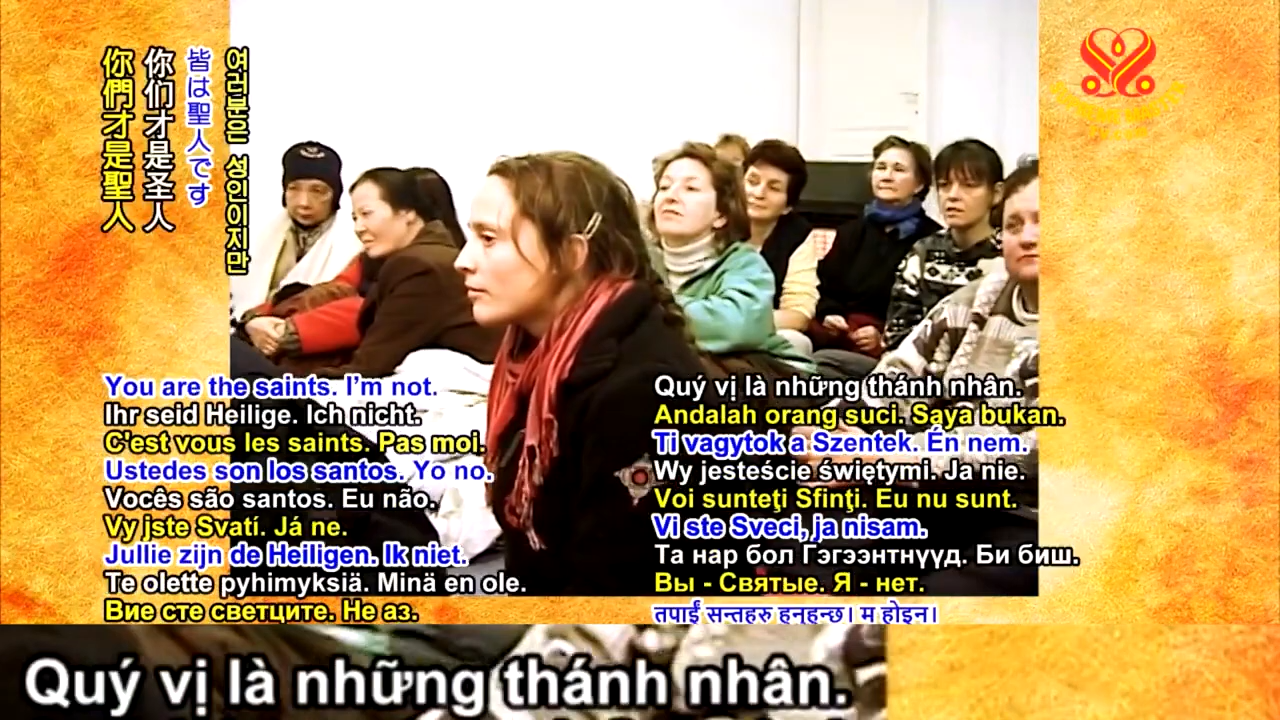 你們才是聖人
你们才是圣人
皆は聖人です
여러분은 성인이지만
You are the saints. I'm not.
Ihr seid Heilige. Ich nicht.
C'est vous les saints. Pas moi.
Ustedes son los santos. Yo no.
Vocês são santos. Eu não.
Vy jste Svatí. Já ne.
Jullie zijn de Heiligen. Ik niet.
Te olette pyhimyksiä. Minä en ole.
Вие сте светците. Не аз.
Quý vị là những thánh nhân.
Andalah orang suci. Saya bukan.
Ti vagytok a Szentek. Én nem.
Wy jesteście świętymi. Ja nie.
Voi sunteţi Sfinţi. Eu nu sunt.
Vi ste Sveci, ja nisam.
Та нар бол Гэгээнтнүүд. Би биш.
Вы - Святые. Я - нет.
तपाईं सन्तहरु हुनुहुन्छ। म होइन।
Quý vị là những thánh nhân.